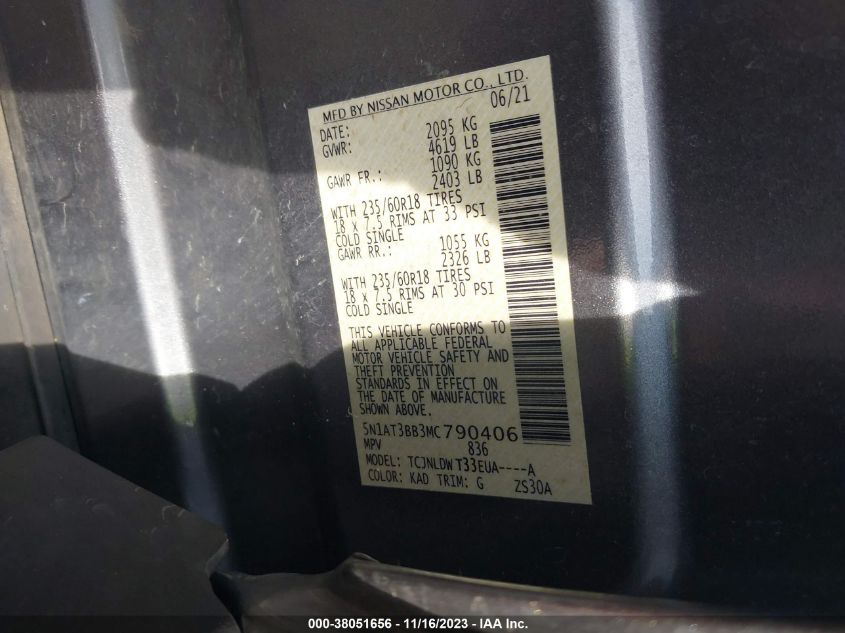 MFD BY NISSAN MOTOR CO., LTD.
DATE: 06/21
GVWR: 2095 KG
4619 LB
GAWR FR.: 1090 KG
2403 LB
WITH 235/60R18 TIRES
18 x 7.5 RIMS AT 33 PSI
COLD SINGLE
GAWR RR.: 1055 KG
2326 LB
WITH 235/60R18 TIRES
18 x 7.5 RIMS AT 30 PSI
COLD SINGLE
THIS VEHICLE CONFORMS TO
ALL APPLICABLE FEDERAL
MOTOR VEHICLE SAFETY AND
THEFT PREVENTION
STANDARDS IN EFFECT ON
THE DATE OF MANUFACTURE
SHOWN ABOVE.
5N1AT3BB3MC790406
MPV 836
MODEL: TCJNLDWT33EUA----A
COLOR: KAD TRIM: G ZS30A
000-38051656 - 11/16/2023 - IAA Inc.